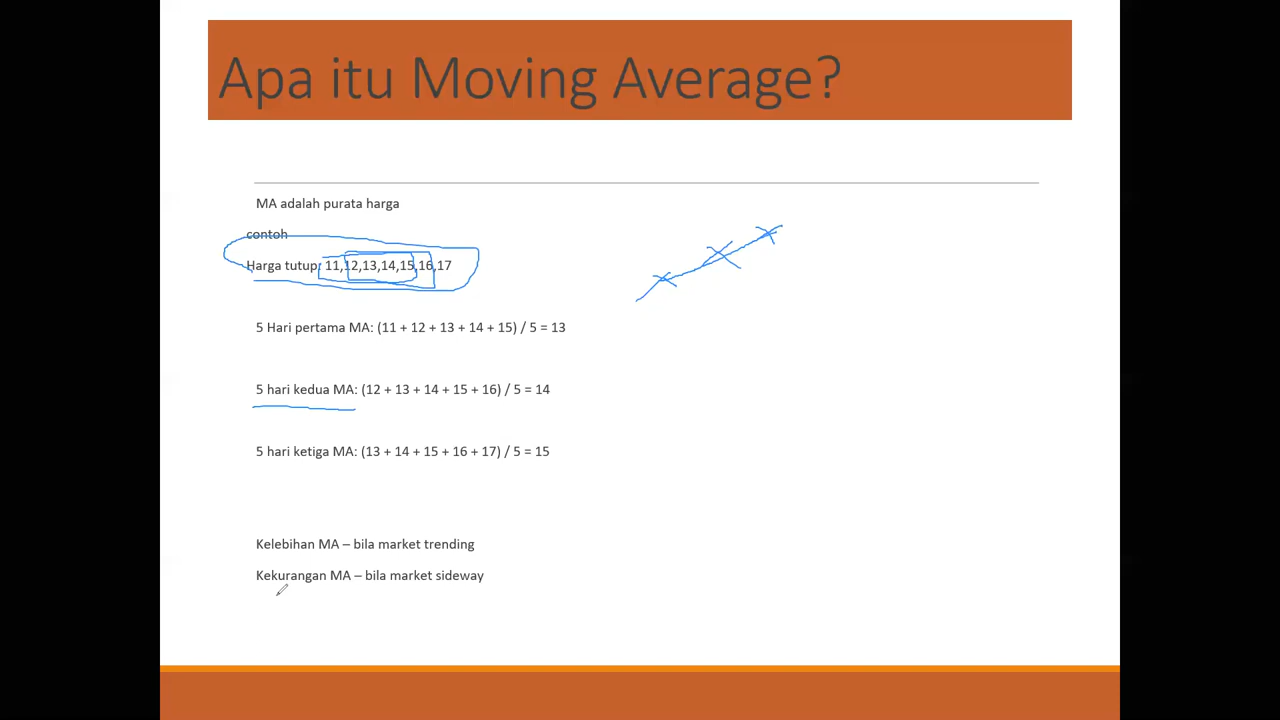 Apa itu Moving Average?
MA adalah purata harga
contoh
Harga tutup: 11,12,13,14,15,16,17
5 Hari pertama MA: (11 + 12 + 13 + 14 + 15) / 5 = 13
5 hari kedua MA: (12 + 13 + 14 + 15 + 16) / 5 = 14
5 hari ketiga MA: (13 + 14 + 15 + 16 + 17) / 5 = 15
Kelebihan MA – bila market trending
Kekurangan MA – bila market sideway